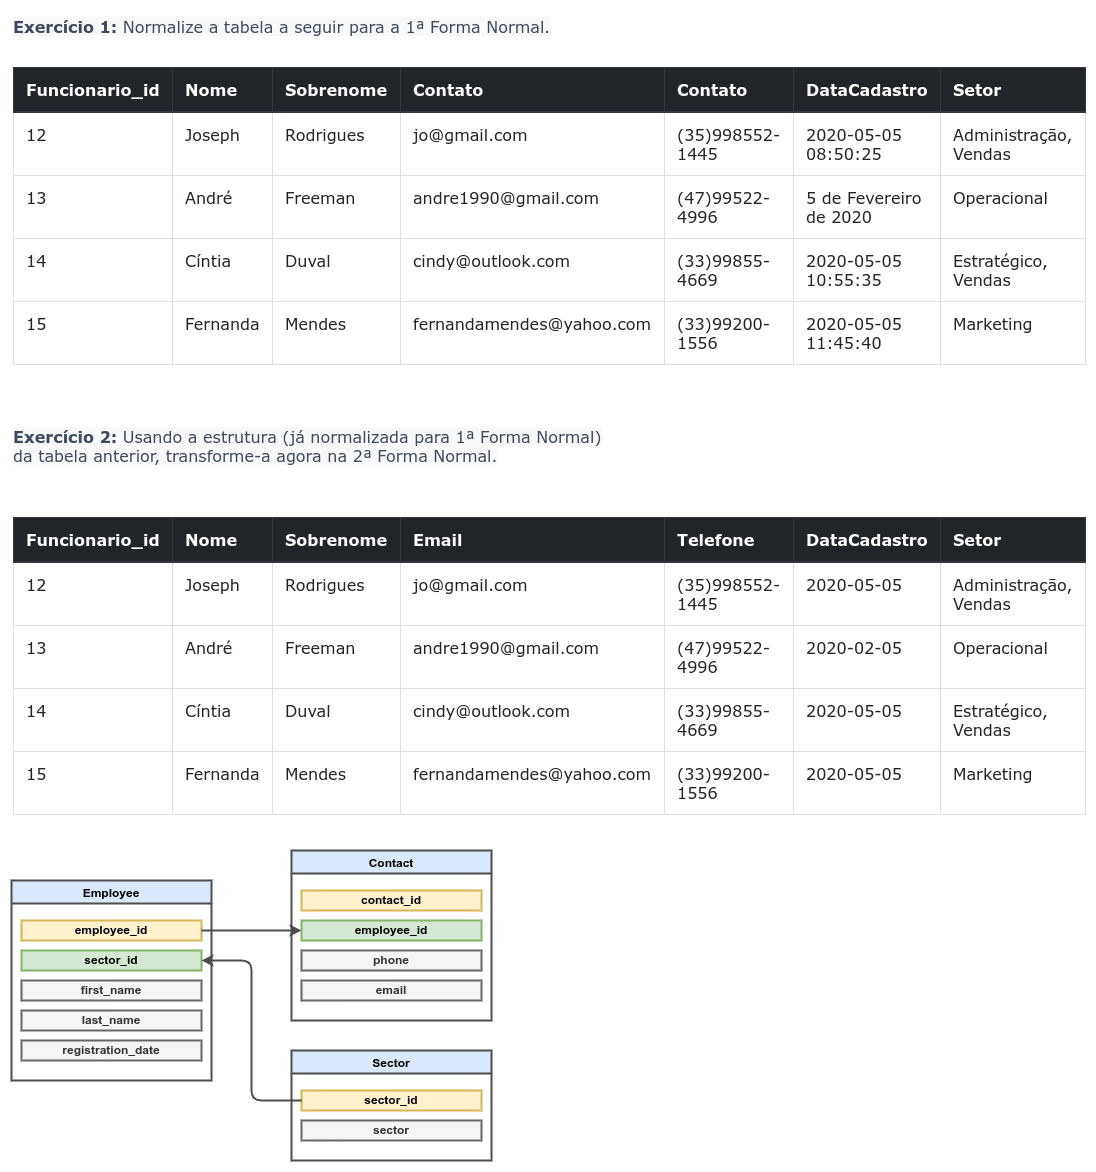 Exercício 1: Normalize a tabela a seguir para a 1ª Forma Normal.
Funcionario_id Nome Sobrenome Contato Contato DataCadastro Setor
12 Joseph Rodrigues jo@gmail.com (35)998552- 2020-05-05 Administração,
1445 08:50:25 Vendas
13 André Freeman andre1990@gmail.com (47)99522- 5 de Fevereiro Operacional
4996 de 2020
14 Cíntia Duval cindy@outlook.com (33)99855- 2020-05-05 Estratégico,
4669 10:55:35 Vendas
15 Fernanda Mendes fernandamendes@yahoo.com (33)99200- 2020-05-05 Marketing
1556 11:45:40
Exercício 2: Usando a estrutura (já normalizada para 1ª Forma Normal)
da tabela anterior, transforme-a agora na 2ª Forma Normal.
Funcionario_id Nome Sobrenome Email Telefone DataCadastro Setor
12 Joseph Rodrigues jo@gmail.com (35)998552- 2020-05-05 Administração,
1445 Vendas
13 André Freeman andre1990@gmail.com (47)99522- 2020-02-05 Operacional
4996
14 Cíntia Duval cindy@outlook.com (33)99855- 2020-05-05 Estratégico,
4669 Vendas
15 Fernanda Mendes fernandamendes@yahoo.com (33)99200- 2020-05-05 Marketing
1556
Employee
employee_id
sector_id
first_name
last_name
registration_date
Contact
contact_id
employee_id
phone
email
Sector
sector_id
sector